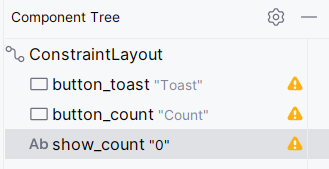 Component Tree
ConstraintLayout
button_toast "Toast"
button_count "Count"
Ab show_count "0"